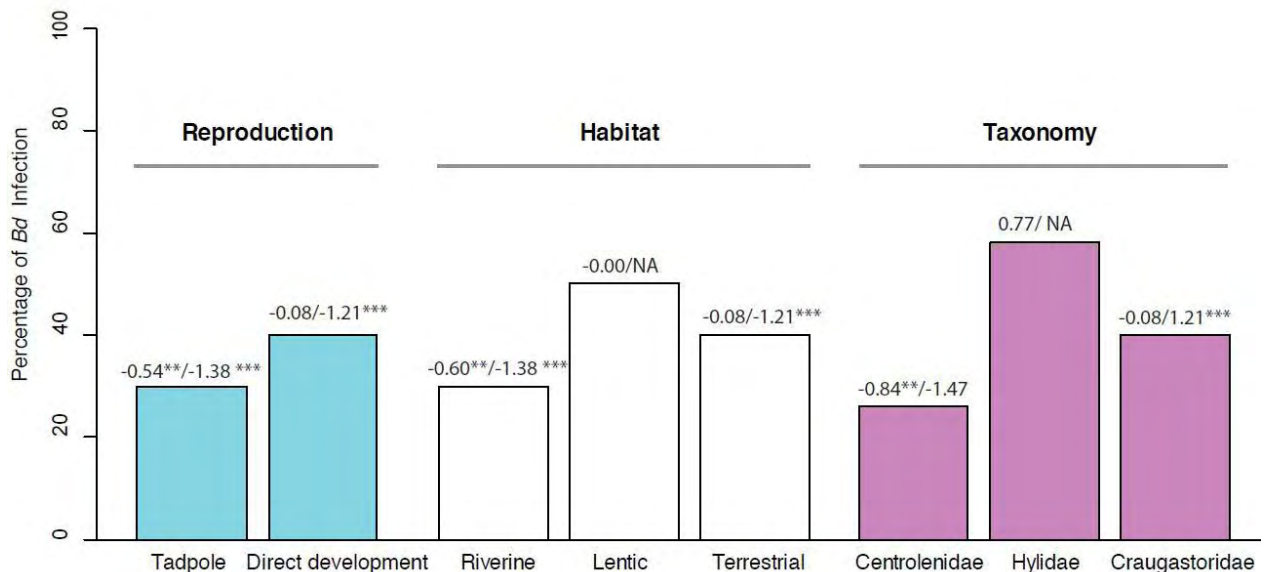 Percentage of Bd Infection
100
80
60
40
20
0
Reproduction
Habitat
Taxonomy
-0.54**/-1.38 ***
-0.08/-1.21***
-0.60**/-1.38 ***
-0.00/NA
-0.08/-1.21***
-0.84**/-1.47
0.77/ NA
-0.08/1.21***
Tadpole
Direct development
Riverine
Lentic
Terrestrial
Centrolenidae
Hylidae
Craugastoridae